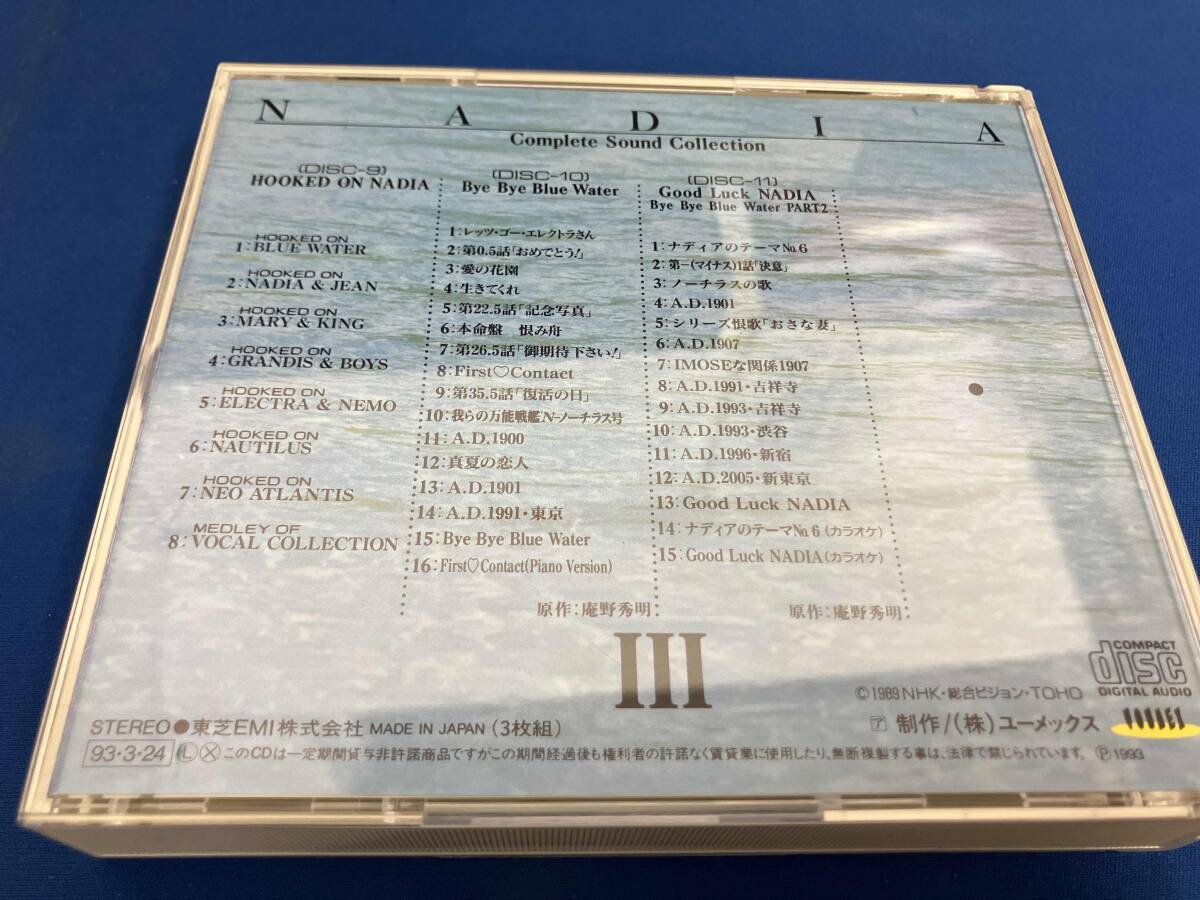 NADIA
Complete Sound Collection
(DISC-9)
HOOKED ON NADIA
HOOKED ON
1:BLUE WATER
HOOKED ON
2:NADIA & JEAN
HOOKED ON
3:MARY & KING
HOOKED ON
4:GRANDIS & BOYS
HOOKED ON
5:ELECTRA & NEMO
HOOKED ON
6:NAUTILUS
HOOKED ON
7:NEO ATLANTIS
MEDLEY OF
8:VOCAL COLLECTION
(DISC-10)
Bye Bye Blue Water
1:レッツ・ゴー・エレクトラさん
2:第0.5話「おめでとう!」
3:愛の花園
4:生きてくれ
5:第22.5話「記念写真」
6:本命盤 恨み舟
7:第26.5話「御期待下さい!」
8:First♡Contact
9:第35.5話「復活の日」
10:我らの万能戦艦N-ノーチラス号
11:A.D.1900
12:真夏の恋人
13:A.D.1901
14:A.D.1991・東京
15:Bye Bye Blue Water
16:First♡Contact(Piano Version)
原作:庵野秀明
(DISC-11)
Good Luck NADIA
Bye Bye Blue Water PART2
1:ナディアのテーマ№6
2:第−(マイナス)1話「決意」
3:ノーチラスの歌
4:A.D.1901
5:シリーズ恨歌「おさな妻」
6:A.D.1907
7:IMOSEな関係1907
8:A.D.1991・吉祥寺
9:A.D.1993・吉祥寺
10:A.D.1993・渋谷
11:A.D.1996・新宿
12:A.D.2005・新東京
13:Good Luck NADIA
14:ナディアのテーマ№6(カラオケ)
15:Good Luck NADIA(カラオケ)
原作:庵野秀明
III
COMPACT
disc
DIGITAL AUDIO
©1989 NHK・総合ビジョン・TOHO
STEREO●東芝EMI株式会社 MADE IN JAPAN (3枚組)
ア 制作/(株)ユーメックス
93・3・24 Ⓛ Ⓧ このCDは一定期間貸与非許諾商品ですがこの期間経過後も権利者の許諾なく賃貸業に使用したり、無断複製する事は、法律で禁じられています。 Ⓟ1993